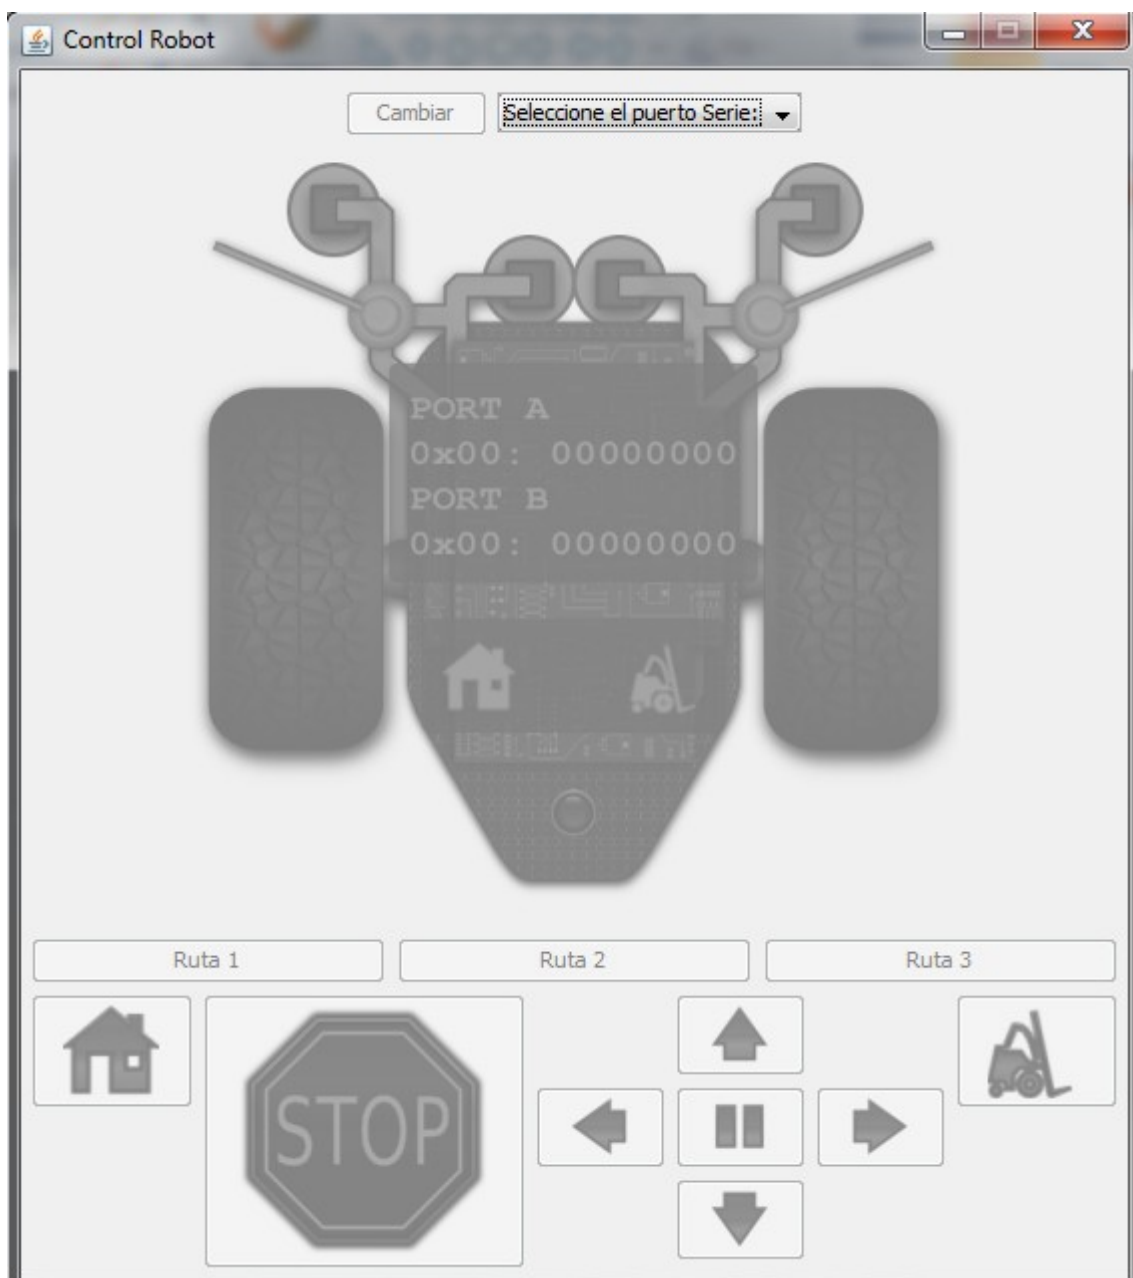 Control Robot
Cambiar Seleccione el puerto Serie:
PORT A
0x00: 00000000
PORT B
0x00: 00000000
Ruta 1 Ruta 2 Ruta 3
STOP